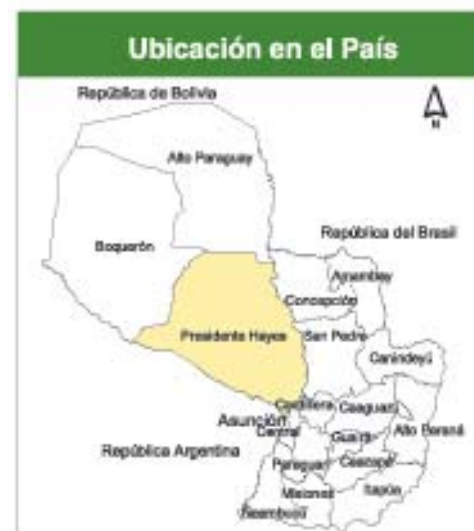 Ubicación en el País
República de Bolivia
N
Alto Paraguay
República del Brasil
Boquerón
Amambay
Concepción
Presidente Hayes
San Pedro
Canindeyú
Cordillera
Caaguazú
Asunción
Central
Alto Paraná
Guairá
República Argentina
Paraguarí
Caazapá
Misiones
Itapúa
Ñeembucú